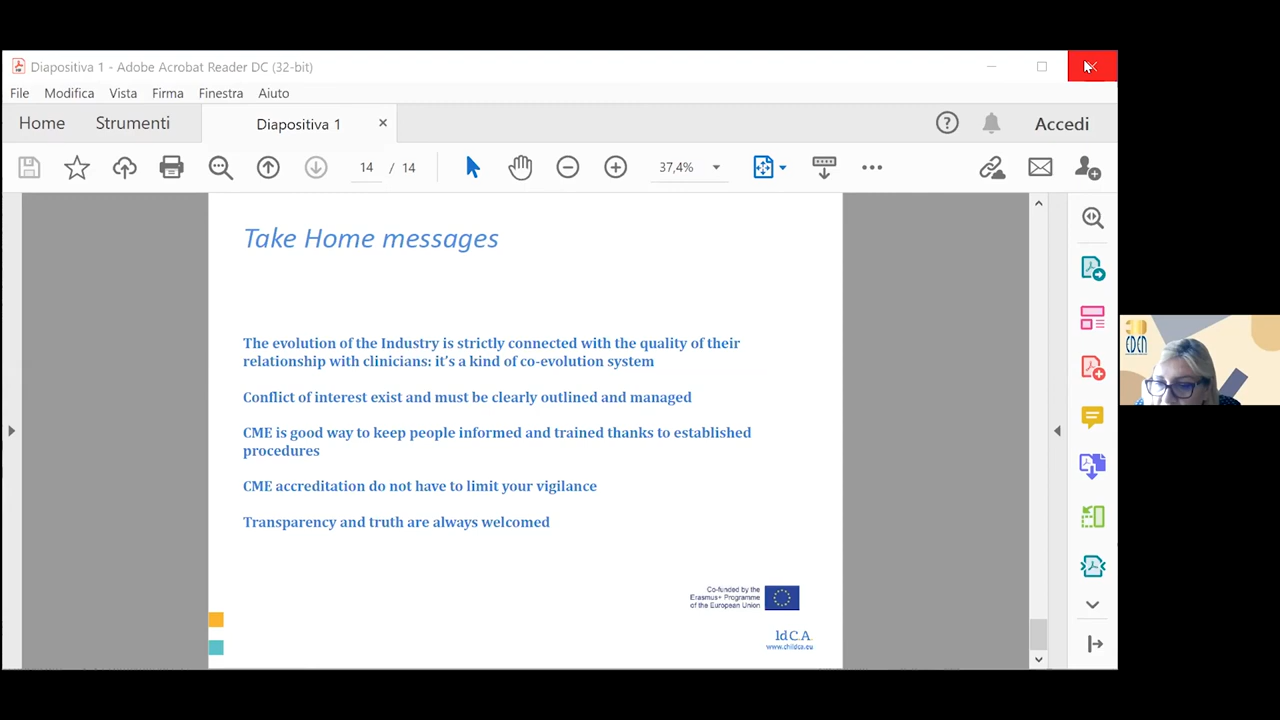 Diapositiva 1 - Adobe Acrobat Reader DC (32-bit)
File Modifica Vista Firma Finestra Aiuto
Home Strumenti Diapositiva 1 Accedi
14 / 14 37,4%
Take Home messages
The evolution of the Industry is strictly connected with the quality of their
relationship with clinicians: it's a kind of co-evolution system
Conflict of interest exist and must be clearly outlined and managed
CME is good way to keep people informed and trained thanks to established
procedures
CME accreditation do not have to limit your vigilance
Transparency and truth are always welcomed
Co-funded by the
Erasmus+ Programme
of the European Union
ld C.A.
www.childca.eu
EDEN